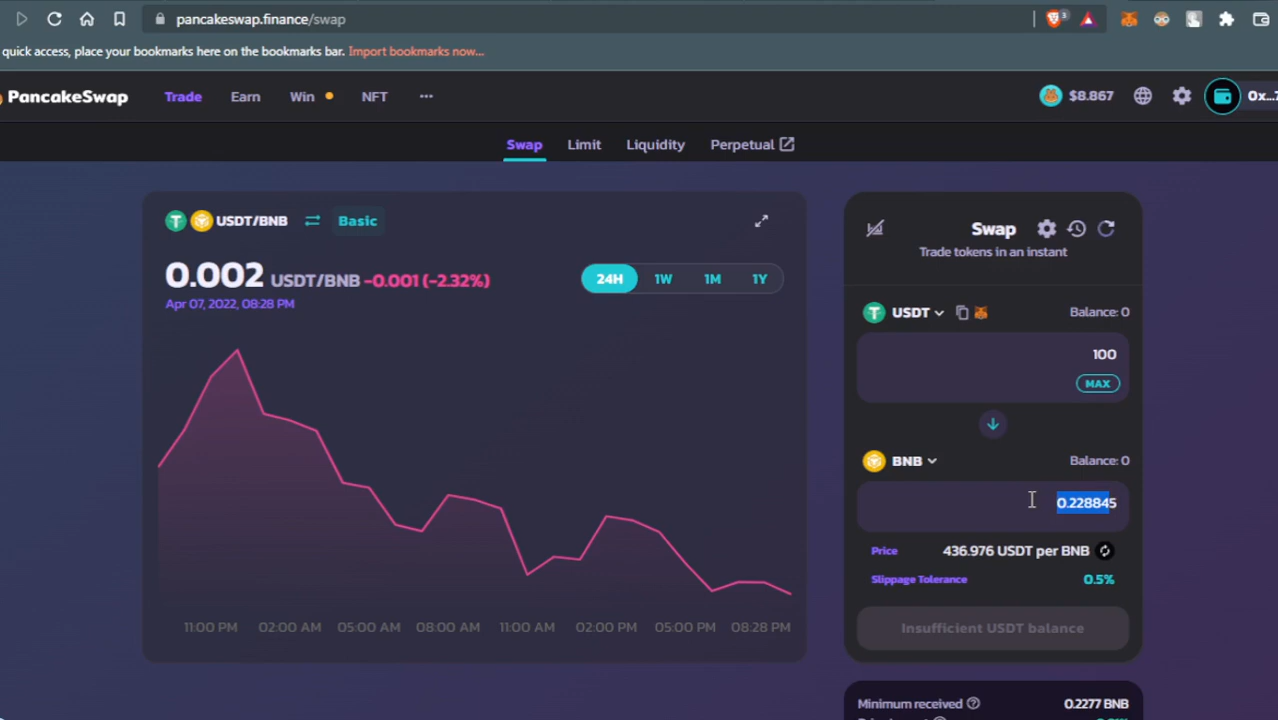 pancakeswap.finance/swap
3
quick access, place your bookmarks here on the bookmarks bar. Import bookmarks now...
PancakeSwap Trade Earn Win NFT ... $8.867 0x...7
Swap Limit Liquidity Perpetual
USDT/BNB Basic
0.002 USDT/BNB -0.001 (-2.32%)
Apr 07, 2022, 08:28 PM
24H 1W 1M 1Y
11:00 PM 02:00 AM 05:00 AM 08:00 AM 11:00 AM 02:00 PM 05:00 PM 08:28 PM
Swap
Trade tokens in an instant
USDT Balance: 0
100
MAX
BNB Balance: 0
0.228845
Price 436.976 USDT per BNB
Slippage Tolerance 0.5%
Insufficient USDT balance
Minimum received 0.2277 BNB